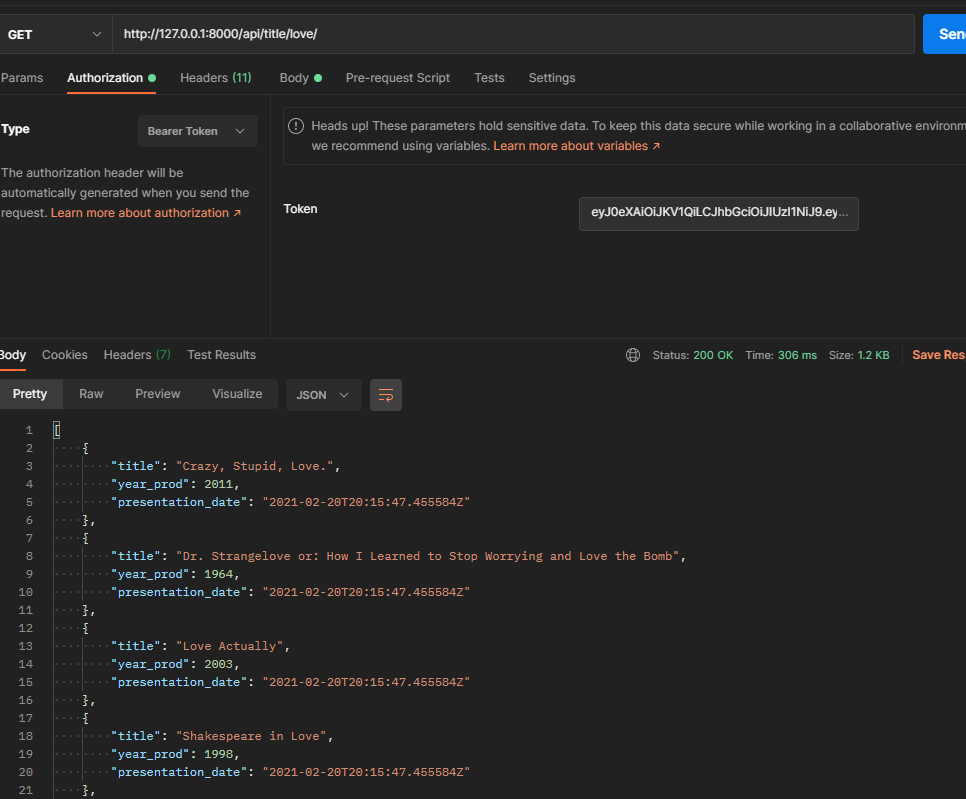 GET http://127.0.0.1:8000/api/title/love/ Sen
Params Authorization Headers (11) Body Pre-request Script Tests Settings
Type Bearer Token
The authorization header will be
automatically generated when you send the
request. Learn more about authorization ↗
Heads up! These parameters hold sensitive data. To keep this data secure while working in a collaborative environm
we recommend using variables. Learn more about variables ↗
Token eyJ0eXAiOiJKV1QiLCJhbGciOiJIUzI1NiJ9.ey...
Body Cookies Headers (7) Test Results Status: 200 OK Time: 306 ms Size: 1.2 KB Save Res
Pretty Raw Preview Visualize JSON
1 [
2 {
3 "title": "Crazy, Stupid, Love.",
4 "year_prod": 2011,
5 "presentation_date": "2021-02-20T20:15:47.455584Z"
6 },
7 {
8 "title": "Dr. Strangelove or: How I Learned to Stop Worrying and Love the Bomb",
9 "year_prod": 1964,
10 "presentation_date": "2021-02-20T20:15:47.455584Z"
11 },
12 {
13 "title": "Love Actually",
14 "year_prod": 2003,
15 "presentation_date": "2021-02-20T20:15:47.455584Z"
16 },
17 {
18 "title": "Shakespeare in Love",
19 "year_prod": 1998,
20 "presentation_date": "2021-02-20T20:15:47.455584Z"
21 },